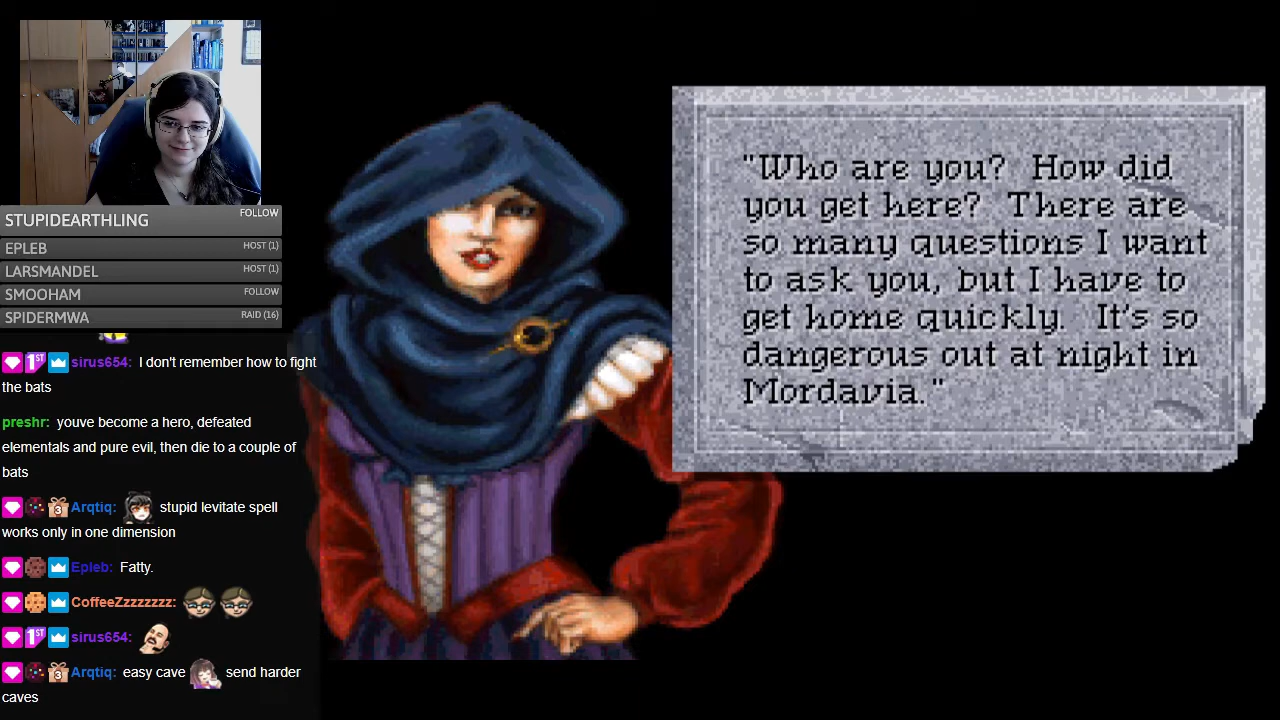 STUPIDEARTHLING FOLLOW
EPLEB HOST (1)
LARSMANDEL HOST (1)
SMOOHAM FOLLOW
SPIDERMWA RAID (16)
1ST sirus654: I don't remember how to fight
the bats
preshr: youve become a hero, defeated
elementals and pure evil, then die to a couple of
bats
3 Arqtiq: stupid levitate spell
works only in one dimension
Epleb: Fatty.
CoffeeZzzzzzzz:
1ST sirus654:
3 Arqtiq: easy cave send harder
caves
"Who are you? How did
you get here? There are
so many questions I want
to ask you, but I have to
get home quickly. It's so
dangerous out at night in
Mordavia."